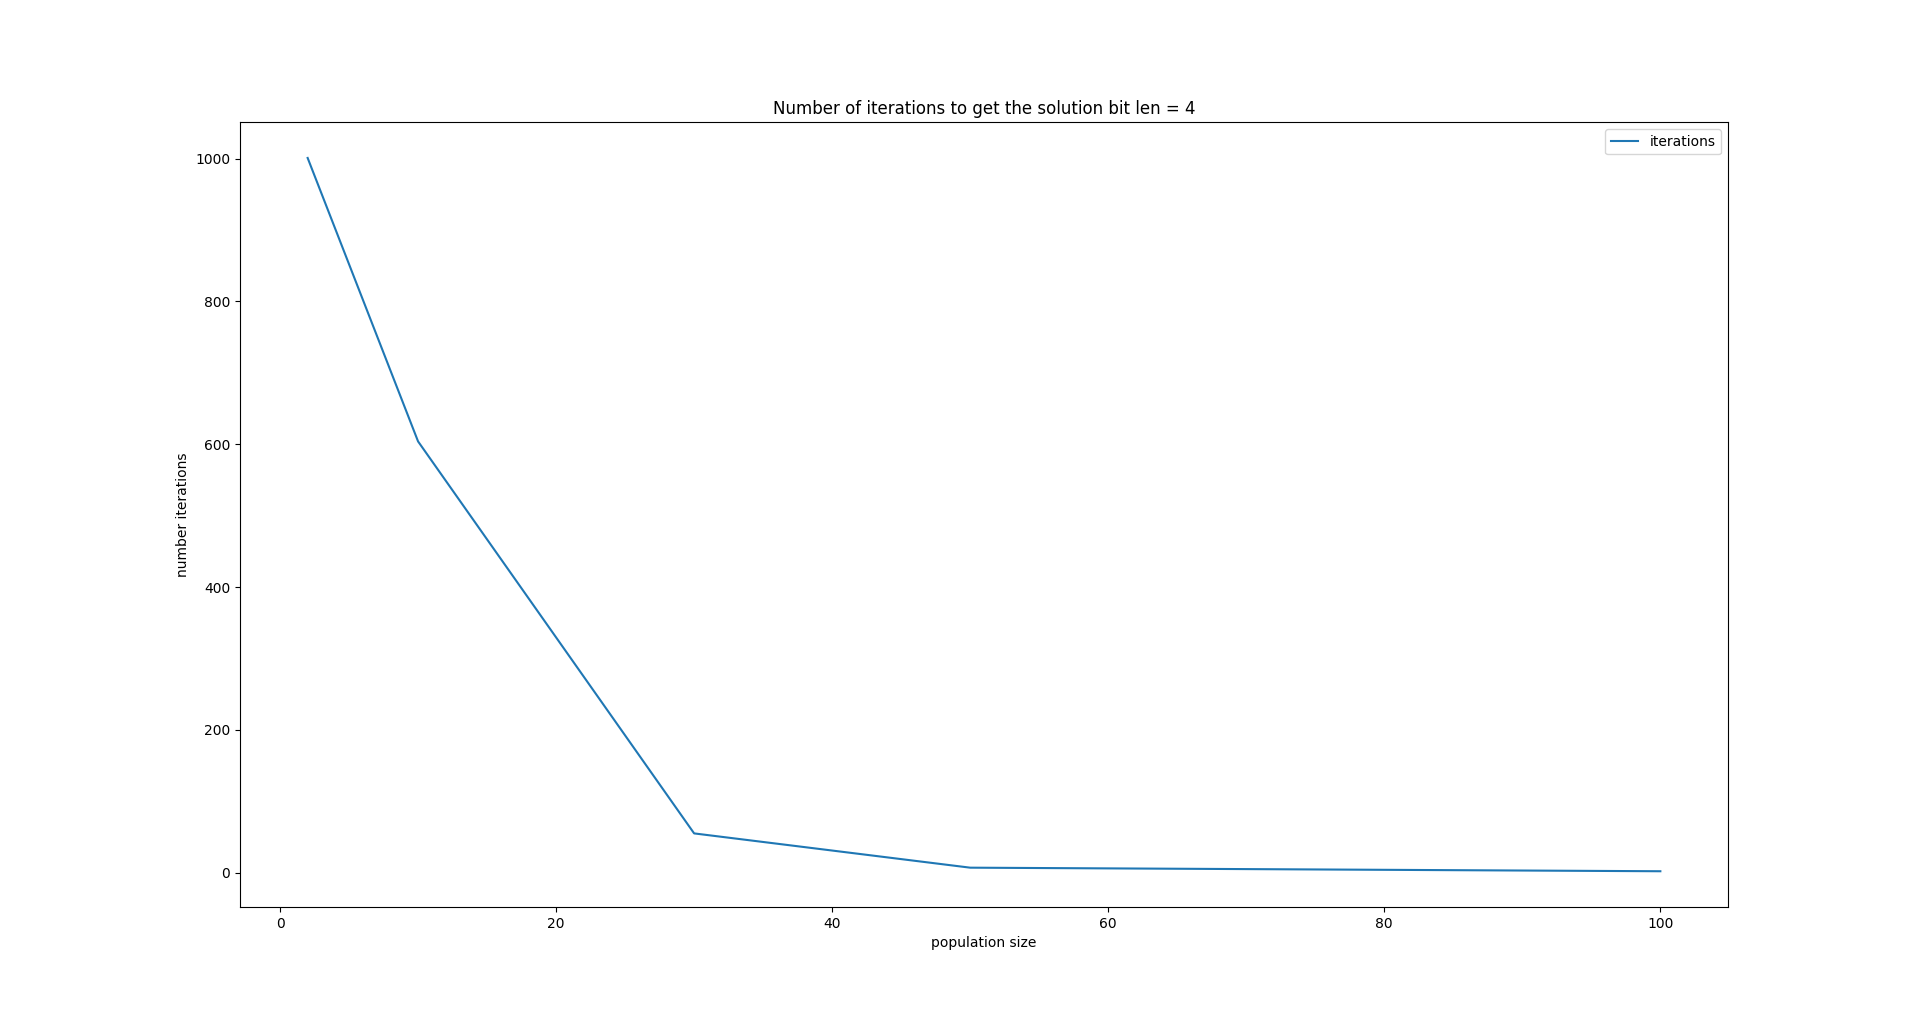 Number of iterations to get the solution bit len = 4
iterations
1000
800
600
400
200
0
number iterations
0 20 40 60 80 100
population size